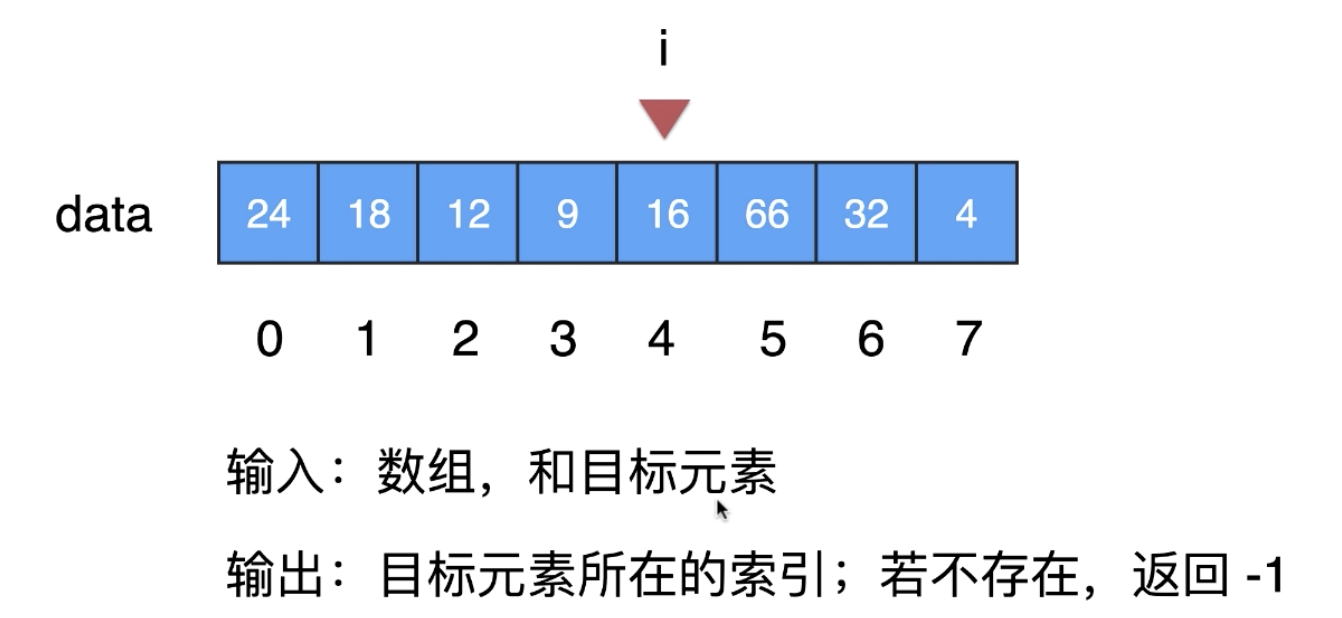 i
data 24 18 12 9 16 66 32 4
0 1 2 3 4 5 6 7
输入：数组，和目标元素
输出：目标元素所在的索引；若不存在，返回 -1